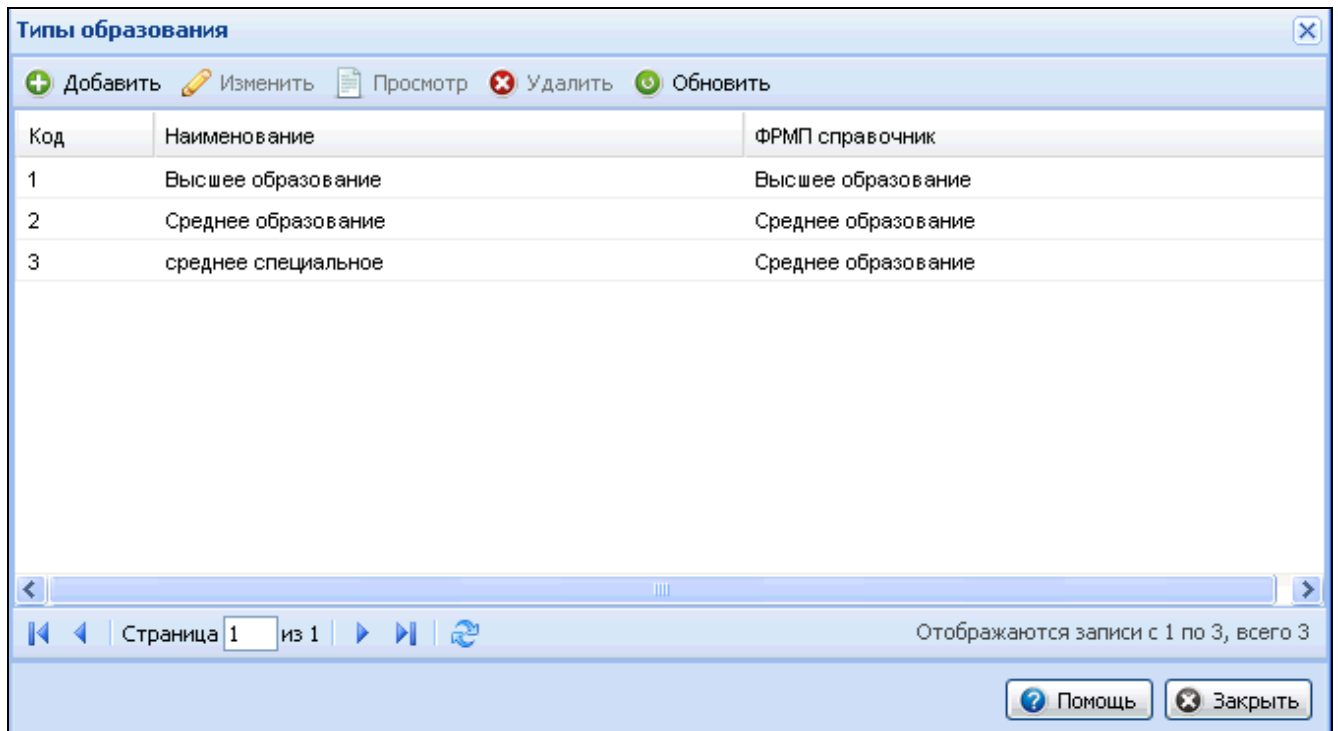 Типы образования
Добавить Изменить Просмотр Удалить Обновить
Код Наименование ФРМП справочник
1 Высшее образование Высшее образование
2 Среднее образование Среднее образование
3 среднее специальное Среднее образование
Страница 1 из 1 Отображаются записи с 1 по 3, всего 3
Помощь Закрыть